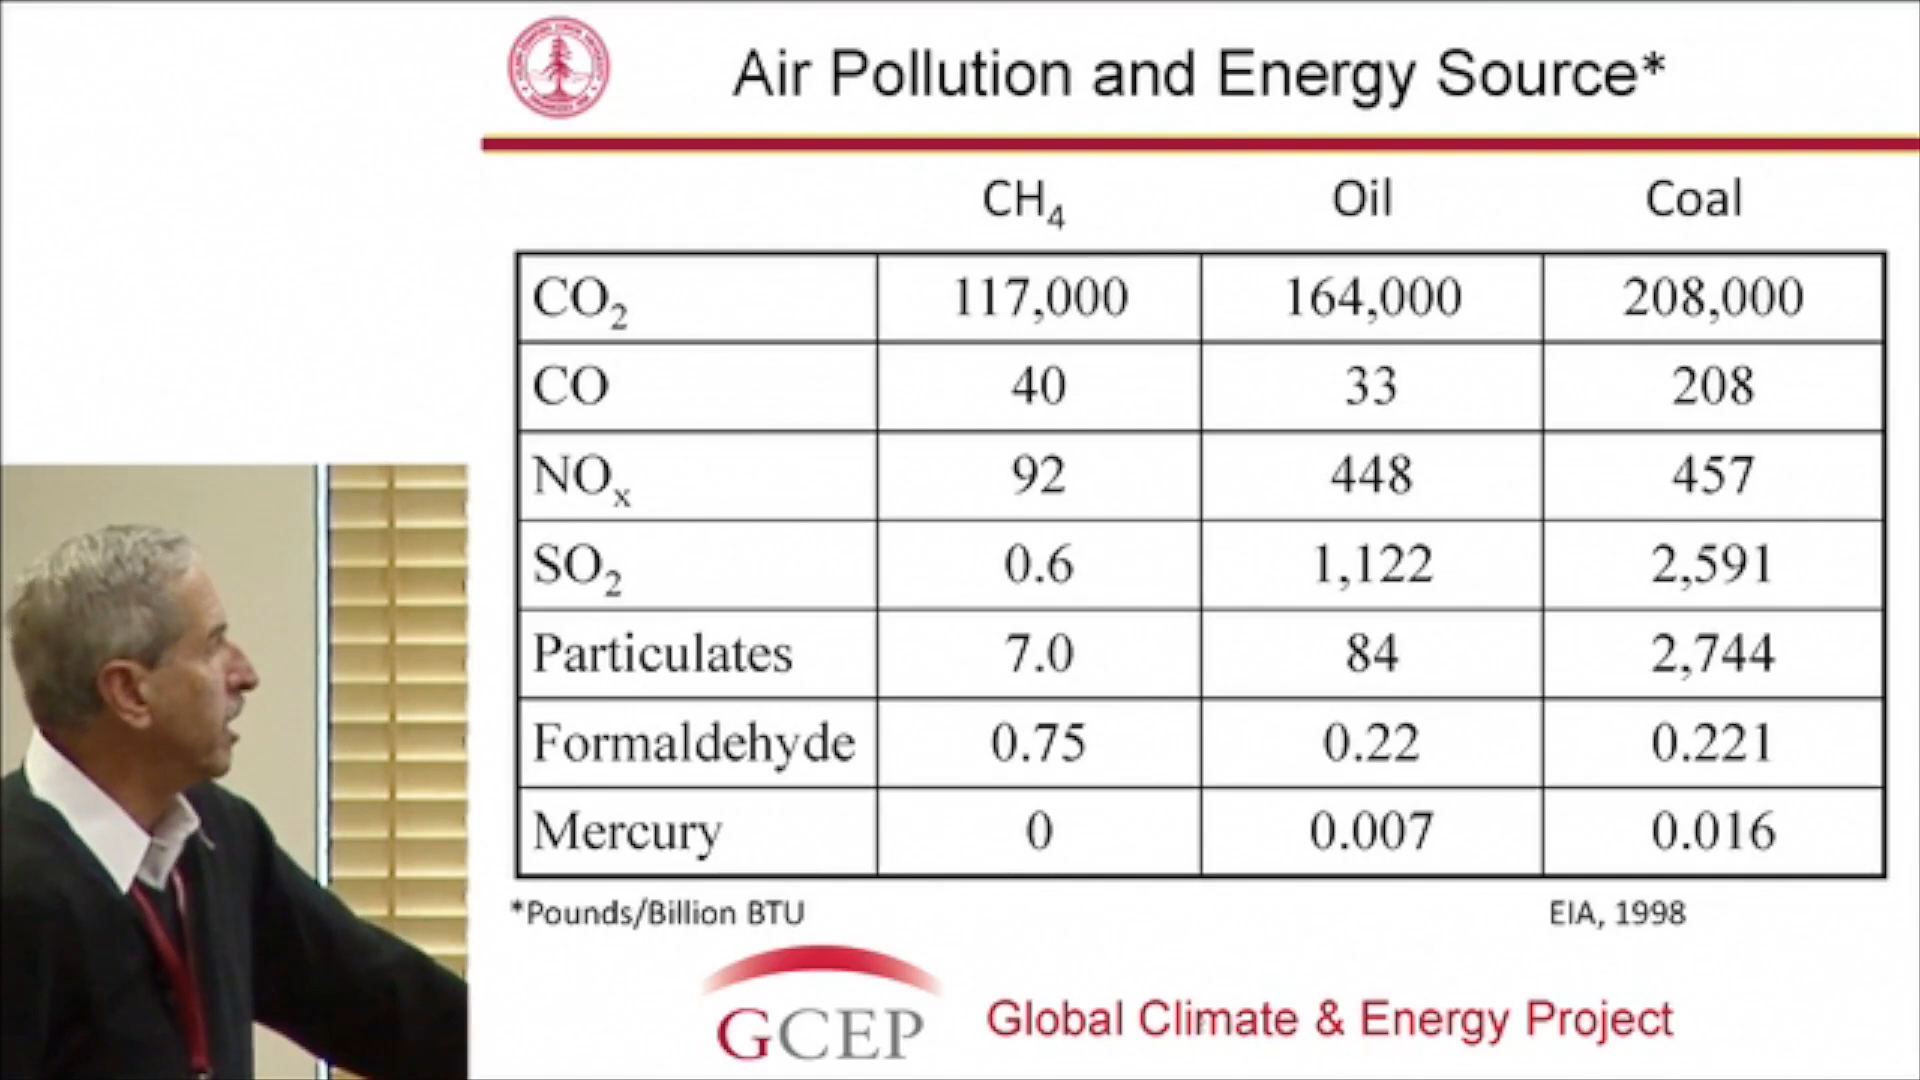 Air Pollution and Energy Source*
CH₄ Oil Coal
CO₂ 117,000 164,000 208,000
CO 40 33 208
NOₓ 92 448 457
SO₂ 0.6 1,122 2,591
Particulates 7.0 84 2,744
Formaldehyde 0.75 0.22 0.221
Mercury 0 0.007 0.016
*Pounds/Billion BTU EIA, 1998
GCEP Global Climate & Energy Project